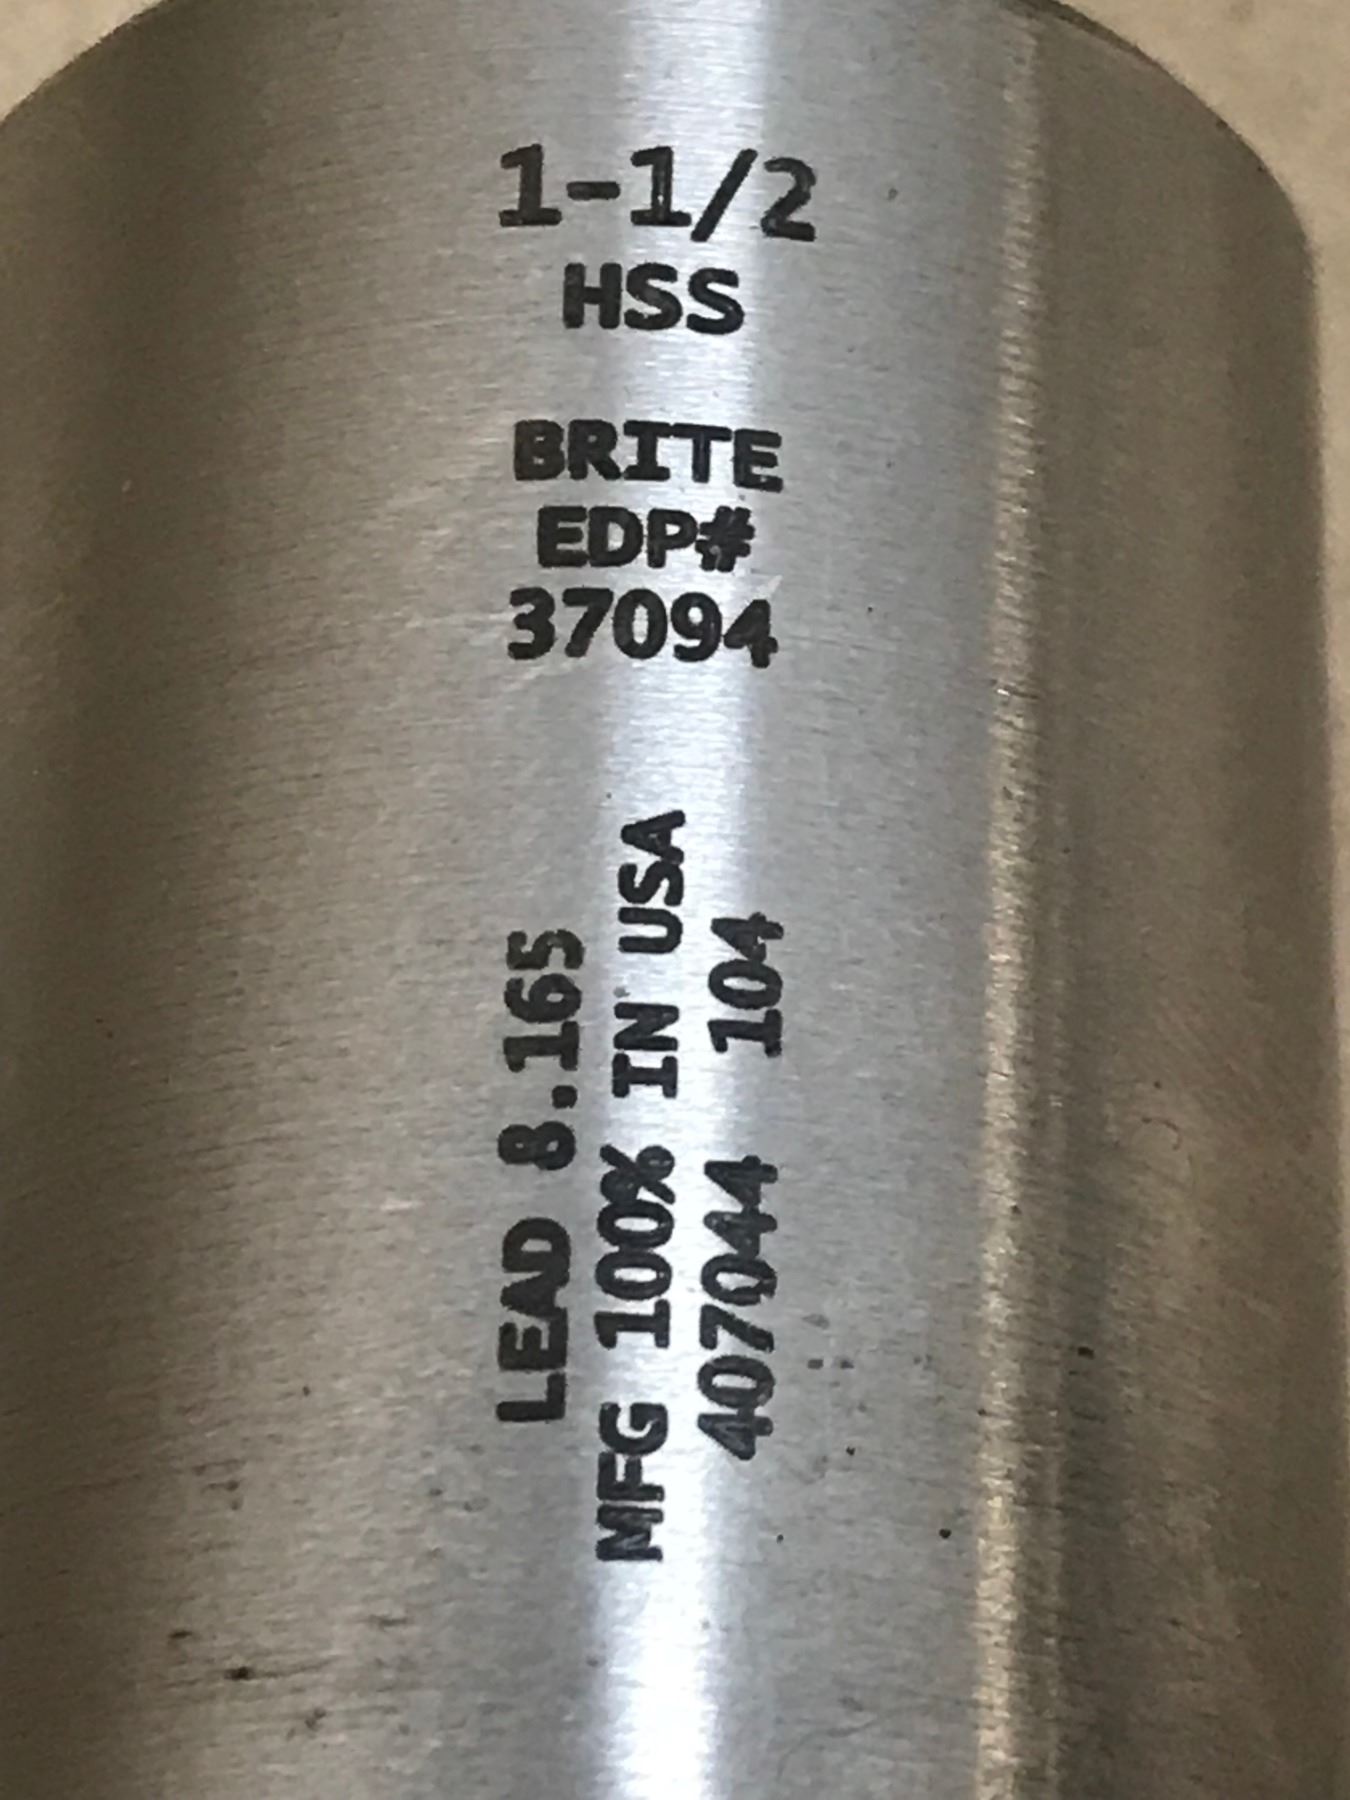 1-1/2
HSS
BRITE
EDP#
37094
LEAD 8.165
MFG 100% IN USA
407044 104